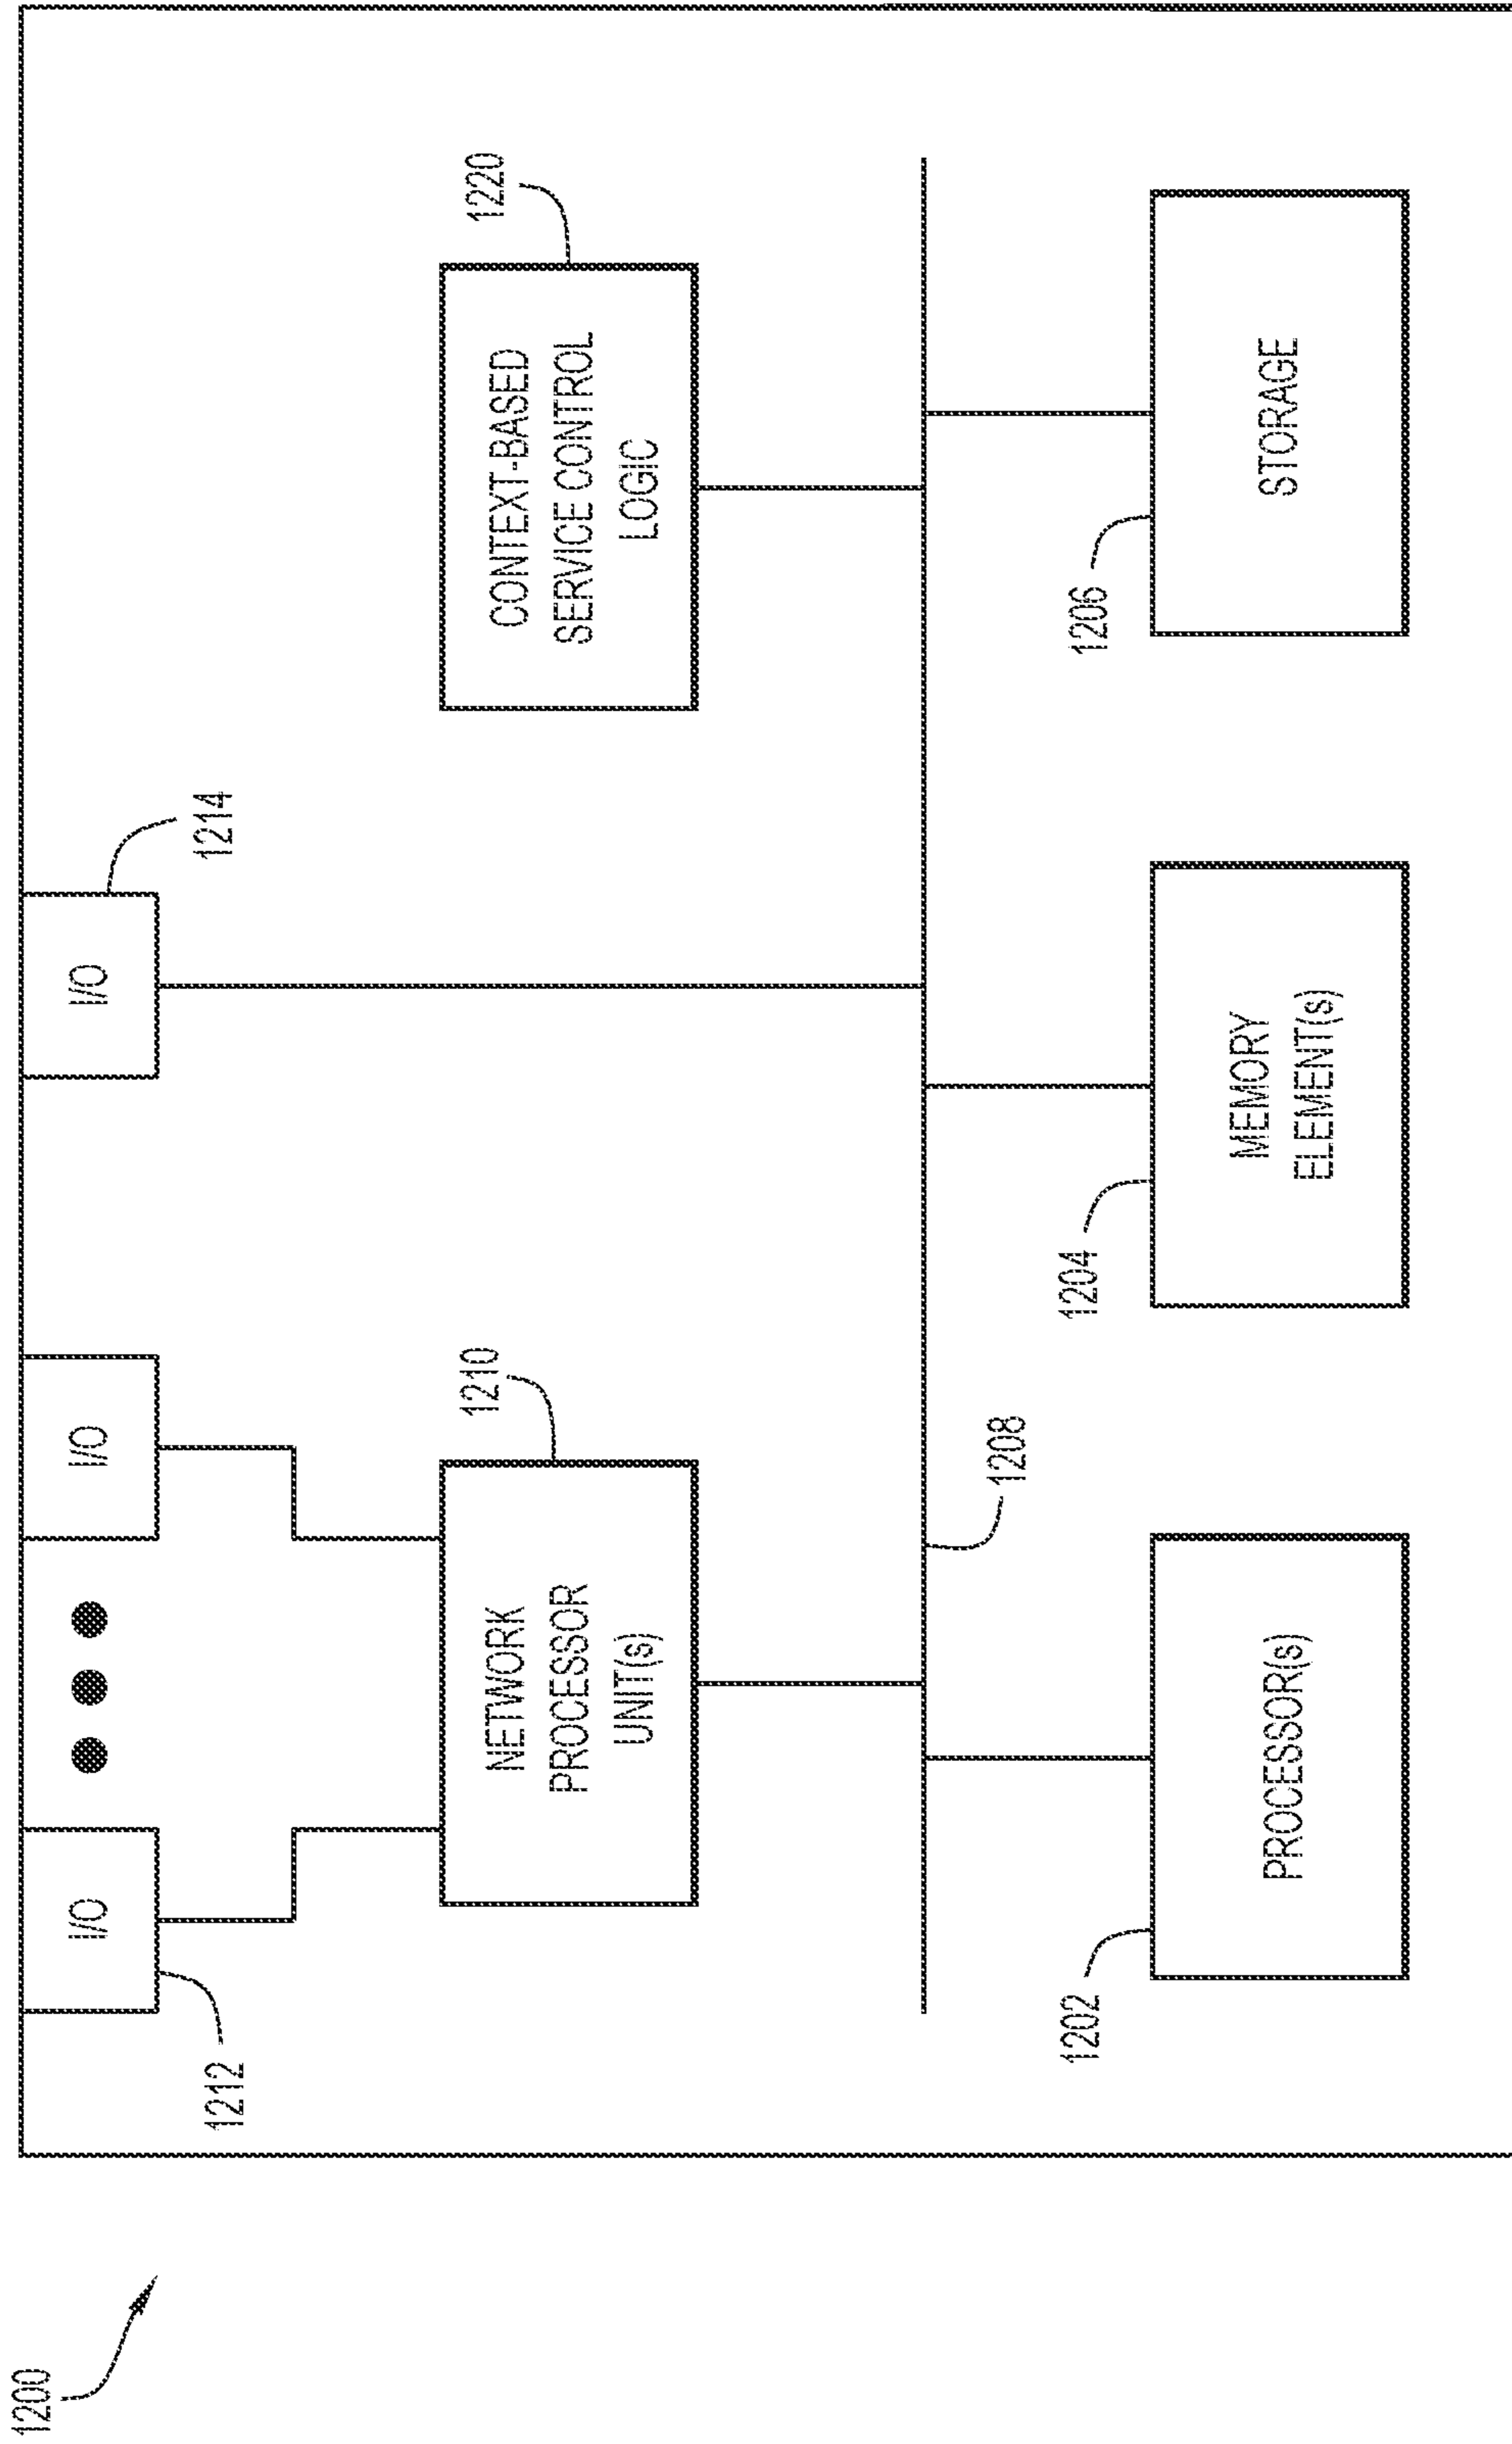 1200
I/O
I/O
I/O
1212
1214
NETWORK
PROCESSOR
UNIT(s)
1210
CONTEXT-BASED
SERVICE CONTROL
LOGIC
1220
1208
1202
PROCESSOR(s)
1204
MEMORY
ELEMENT(s)
1206
STORAGE